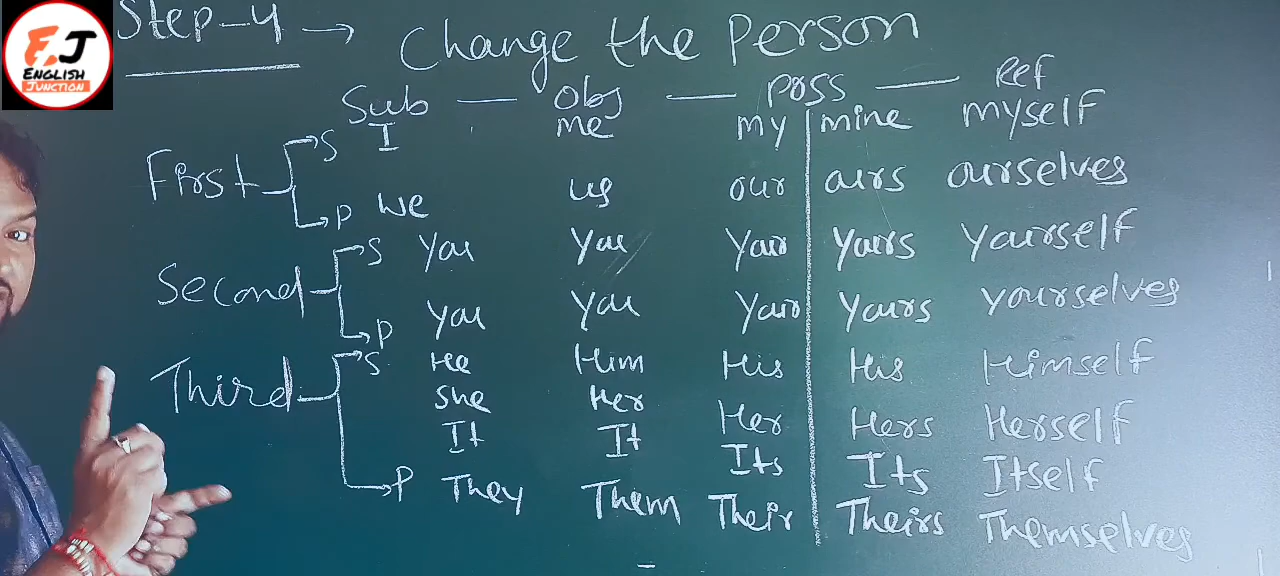 Step-4 → Change the Person
E.J
ENGLISH
JUNCTION
Sub — Obj — Poss — Ref
First S I me my mine myself
P we us our ours ourselves
Second S You You Your Yours Yourself
P You You Your Yours Yourselves
Third S He Him His His Himself
She Her Her Hers Herself
It It Its Its Itself
P They Them Their Theirs Themselves